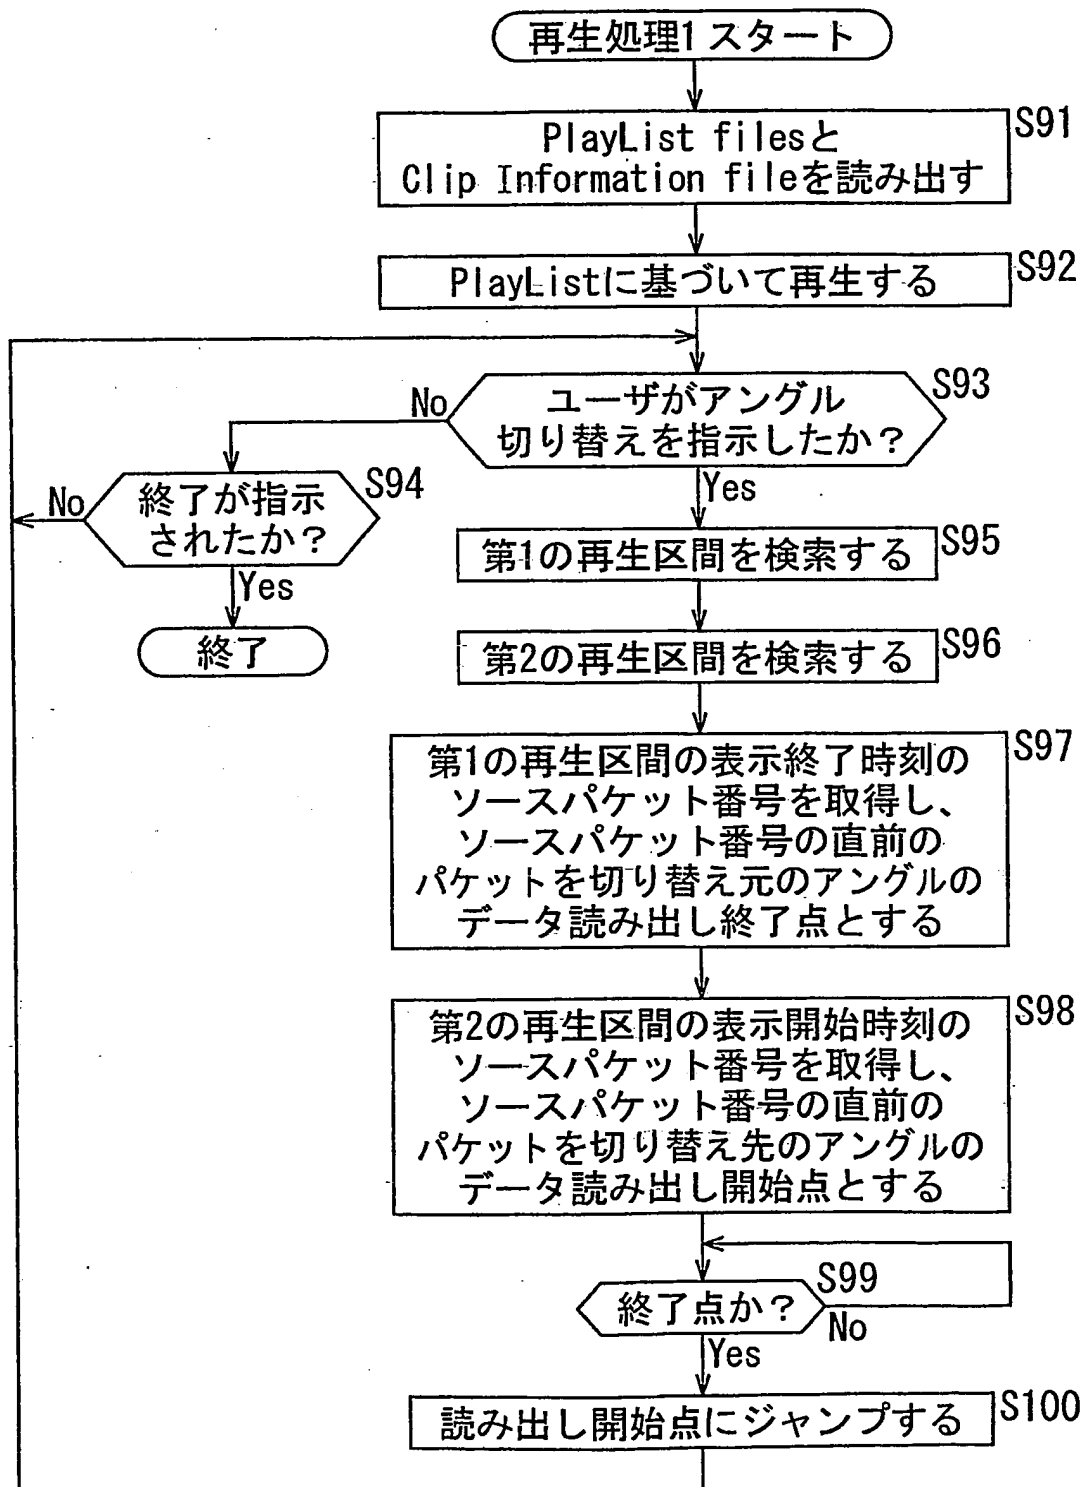 再生処理1 スタート
S91
PlayList filesと
Clip Information fileを読み出す
S92
PlayListに基づいて再生する
S93
ユーザがアングル
切り替えを指示したか？
No
Yes
S94
終了が指示
されたか？
No
Yes
終了
S95
第1の再生区間を検索する
S96
第2の再生区間を検索する
S97
第1の再生区間の表示終了時刻の
ソースパケット番号を取得し、
ソースパケット番号の直前の
パケットを切り替え元のアングルの
データ読み出し終了点とする
S98
第2の再生区間の表示開始時刻の
ソースパケット番号を取得し、
ソースパケット番号の直前の
パケットを切り替え先のアングルの
データ読み出し開始点とする
S99
終了点か？
No
Yes
S100
読み出し開始点にジャンプする